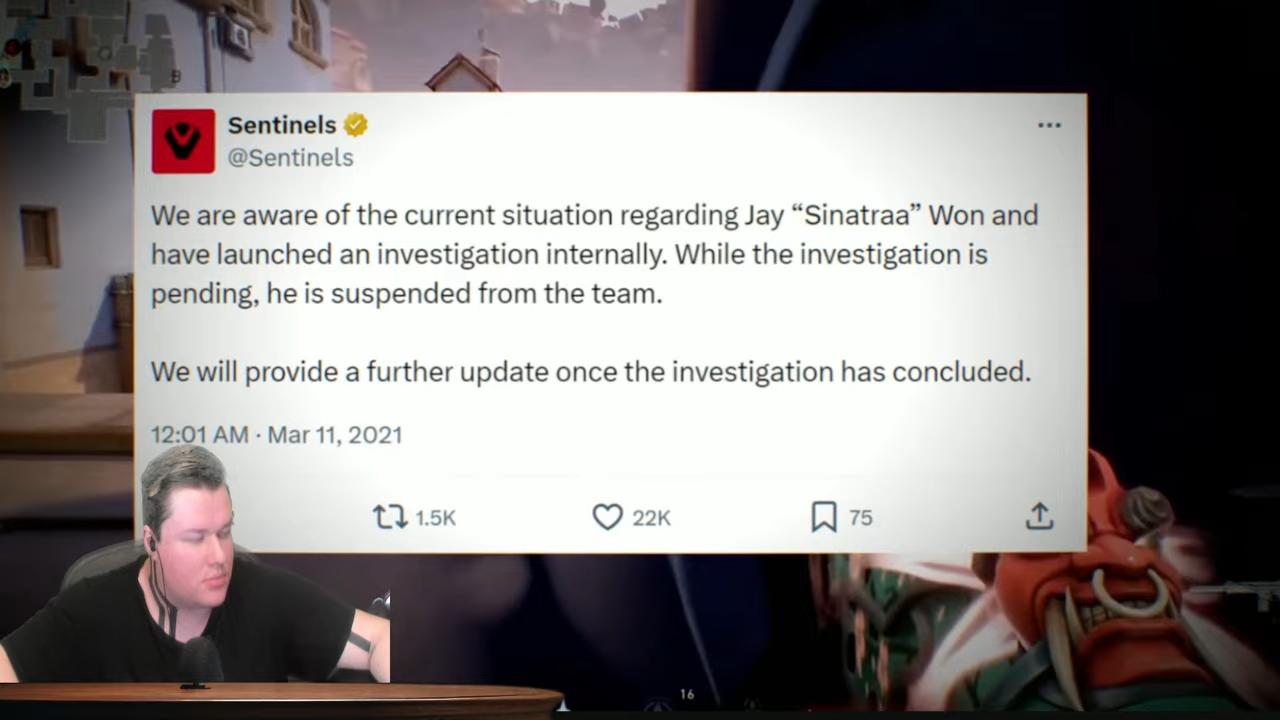 B
Sentinels
@Sentinels
We are aware of the current situation regarding Jay “Sinatraa” Won and
have launched an investigation internally. While the investigation is
pending, he is suspended from the team.
We will provide a further update once the investigation has concluded.
12:01 AM · Mar 11, 2021
1.5K
22K
75
16